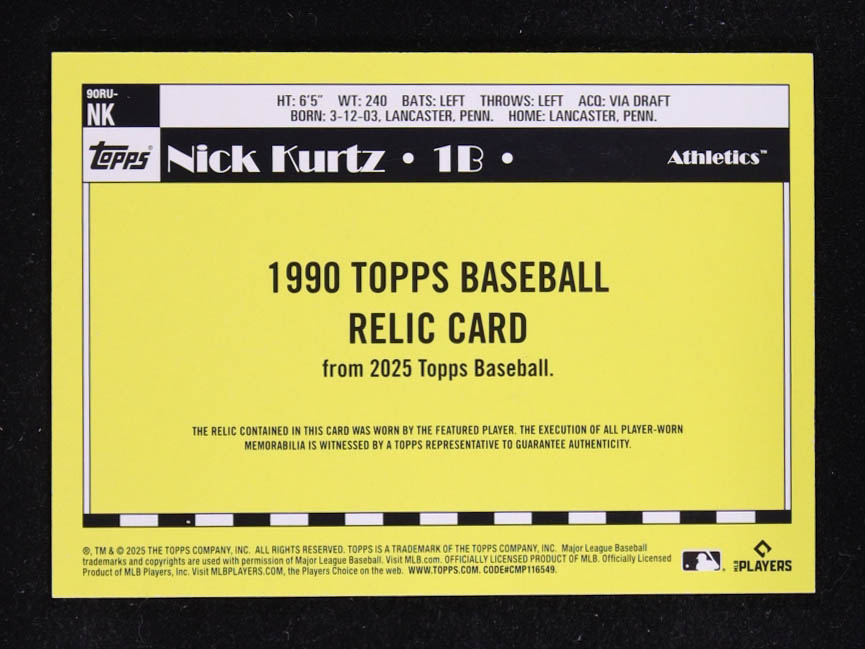 90RU-
NK
HT: 6'5" WT: 240 BATS: LEFT THROWS: LEFT ACQ: VIA DRAFT
BORN: 3-12-03, LANCASTER, PENN. HOME: LANCASTER, PENN.
topps® Nick Kurtz • 1B • Athletics™
1990 TOPPS BASEBALL
RELIC CARD
from 2025 Topps Baseball.
THE RELIC CONTAINED IN THIS CARD WAS WORN BY THE FEATURED PLAYER. THE EXECUTION OF ALL PLAYER-WORN
MEMORABILIA IS WITNESSED BY A TOPPS REPRESENTATIVE TO GUARANTEE AUTHENTICITY.
®, TM & © 2025 THE TOPPS COMPANY, INC. ALL RIGHTS RESERVED. TOPPS IS A TRADEMARK OF THE TOPPS COMPANY, INC. Major League Baseball
trademarks and copyrights are used with permission of Major League Baseball. Visit MLB.com. OFFICIALLY LICENSED PRODUCT OF MLB. Officially Licensed
Product of MLB Players, Inc. Visit MLBPLAYERS.COM, the Players Choice on the web. WWW.TOPPS.COM. CODE#CMP116549.
MLB PLAYERS